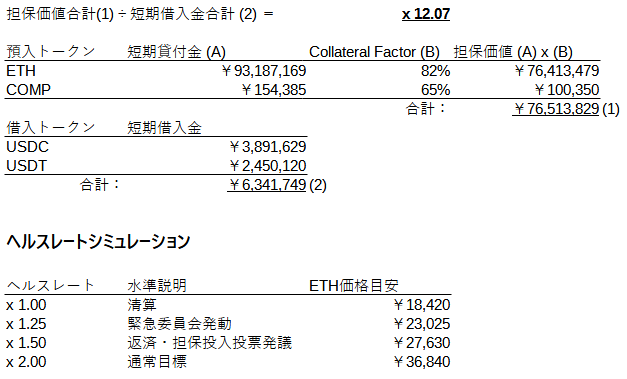 担保価値合計(1) ÷ 短期借入金合計 (2) ＝ x 12.07
預入トークン 短期貸付金 (A) Collateral Factor (B) 担保価値 (A) x (B)
ETH ￥93,187,169 82% ￥76,413,479
COMP ￥154,385 65% ￥100,350
合計： ￥76,513,829 (1)
借入トークン 短期借入金
USDC ￥3,891,629
USDT ￥2,450,120
合計： ￥6,341,749 (2)
ヘルスレートシミュレーション
ヘルスレート 水準説明 ETH価格目安
x 1.00 清算 ￥18,420
x 1.25 緊急委員会発動 ￥23,025
x 1.50 返済・担保投入投票発議 ￥27,630
x 2.00 通常目標 ￥36,840